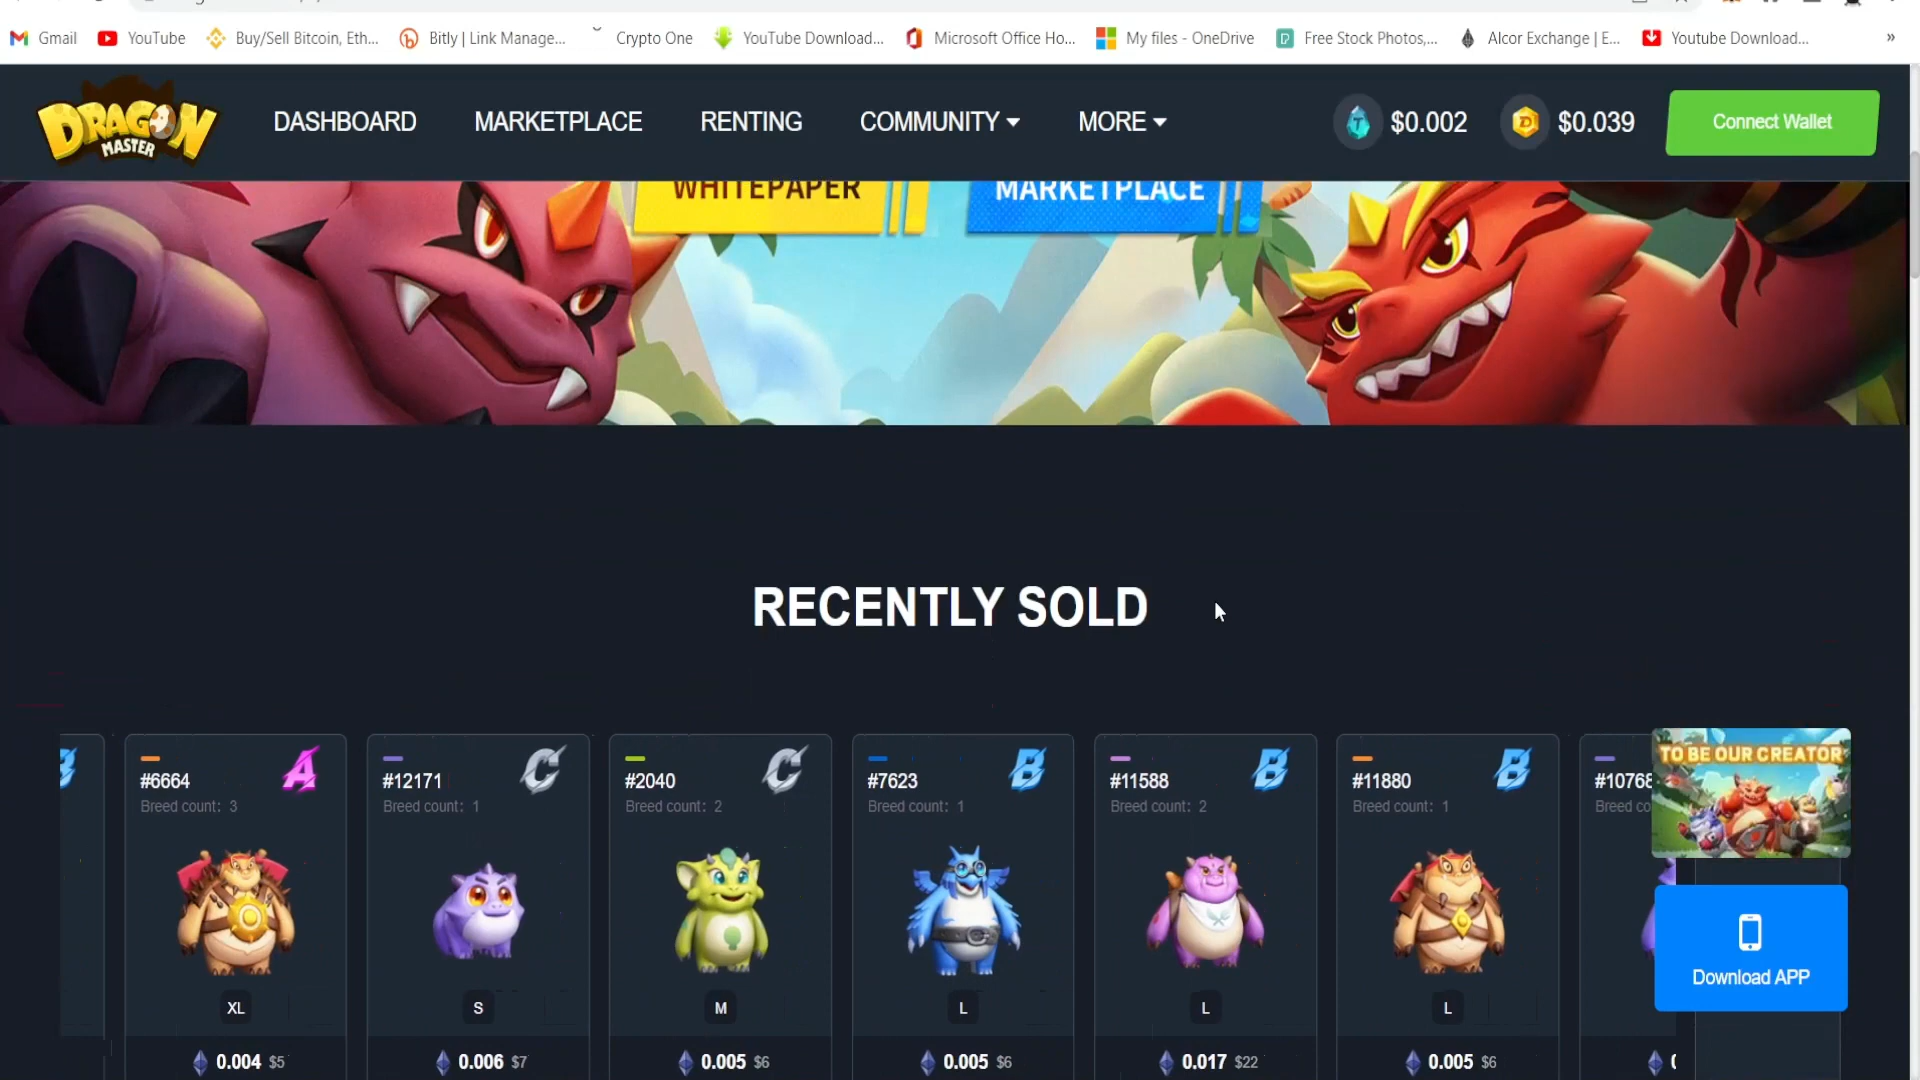 Gmail
YouTube
Buy/Sell Bitcoin, Eth...
Bitly | Link Manage...
Crypto One
YouTube Download...
Microsoft Office Ho...
My files - OneDrive
Free Stock Photos,...
Alcor Exchange | E...
Youtube Download...
»
DRAGON
MASTER
DASHBOARD
MARKETPLACE
RENTING
COMMUNITY
MORE
$0.002
$0.039
Connect Wallet
WHITEPAPER
MARKETPLACE
RECENTLY SOLD
B
#6664
A
Breed count: 3
XL
0.004 $5
#12171
C
Breed count: 1
S
0.006 $7
#2040
C
Breed count: 2
M
0.005 $6
#7623
B
Breed count: 1
L
0.005 $6
#11588
B
Breed count: 2
L
0.017 $22
#11880
B
Breed count: 1
L
0.005 $6
#10768
Breed co
TO BE OUR CREATOR
Download APP